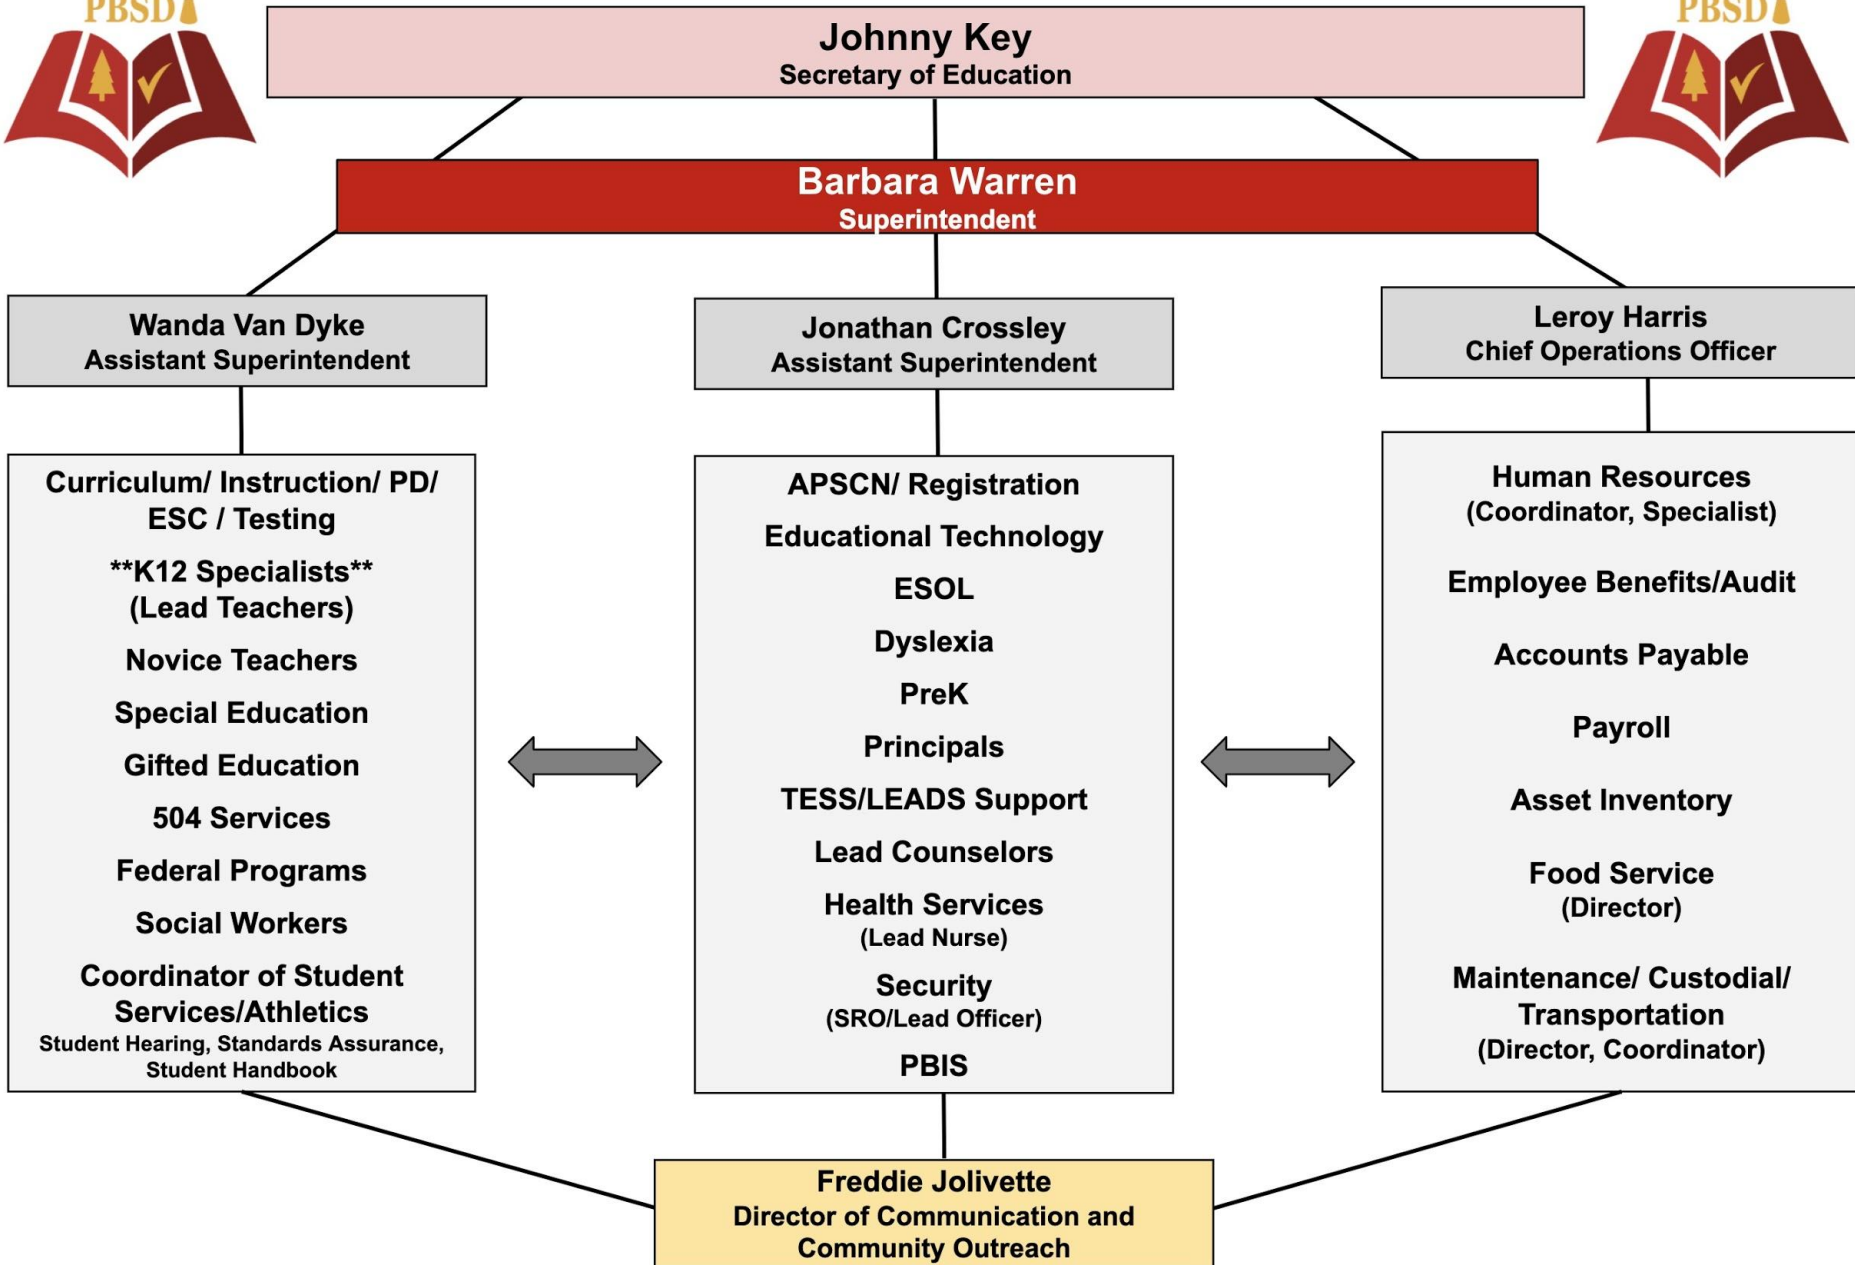 PBSD
PBSD
Johnny Key
Secretary of Education
Barbara Warren
Superintendent
Wanda Van Dyke
Assistant Superintendent
Jonathan Crossley
Assistant Superintendent
Leroy Harris
Chief Operations Officer
Curriculum/ Instruction/ PD/
ESC / Testing
**K12 Specialists**
(Lead Teachers)
Novice Teachers
Special Education
Gifted Education
504 Services
Federal Programs
Social Workers
Coordinator of Student
Services/Athletics
Student Hearing, Standards Assurance,
Student Handbook
APSCN/ Registration
Educational Technology
ESOL
Dyslexia
PreK
Principals
TESS/LEADS Support
Lead Counselors
Health Services
(Lead Nurse)
Security
(SRO/Lead Officer)
PBIS
Human Resources
(Coordinator, Specialist)
Employee Benefits/Audit
Accounts Payable
Payroll
Asset Inventory
Food Service
(Director)
Maintenance/ Custodial/
Transportation
(Director, Coordinator)
Freddie Jolivette
Director of Communication and
Community Outreach